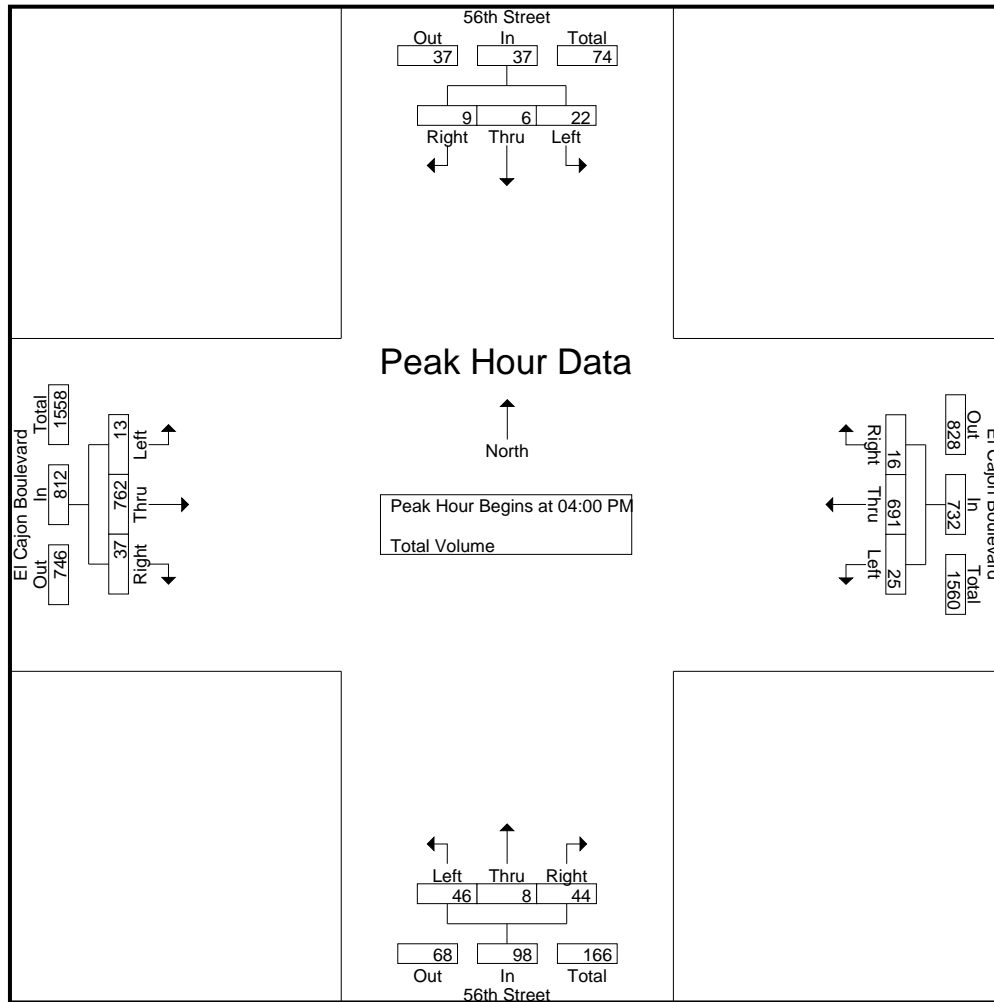 56th Street
Out In Total
37 37 74
9 6 22
Right Thru Left
Peak Hour Data
North
Peak Hour Begins at 04:00 PM
Total Volume
El Cajon Boulevard
Out In Total
746 812 1558
37 762 13
Right Thru Left
El Cajon Boulevard
Out In Total
828 732 1560
16 691 25
Right Thru Left
Left Thru Right
46 8 44
68 98 166
Out In Total
56th Street